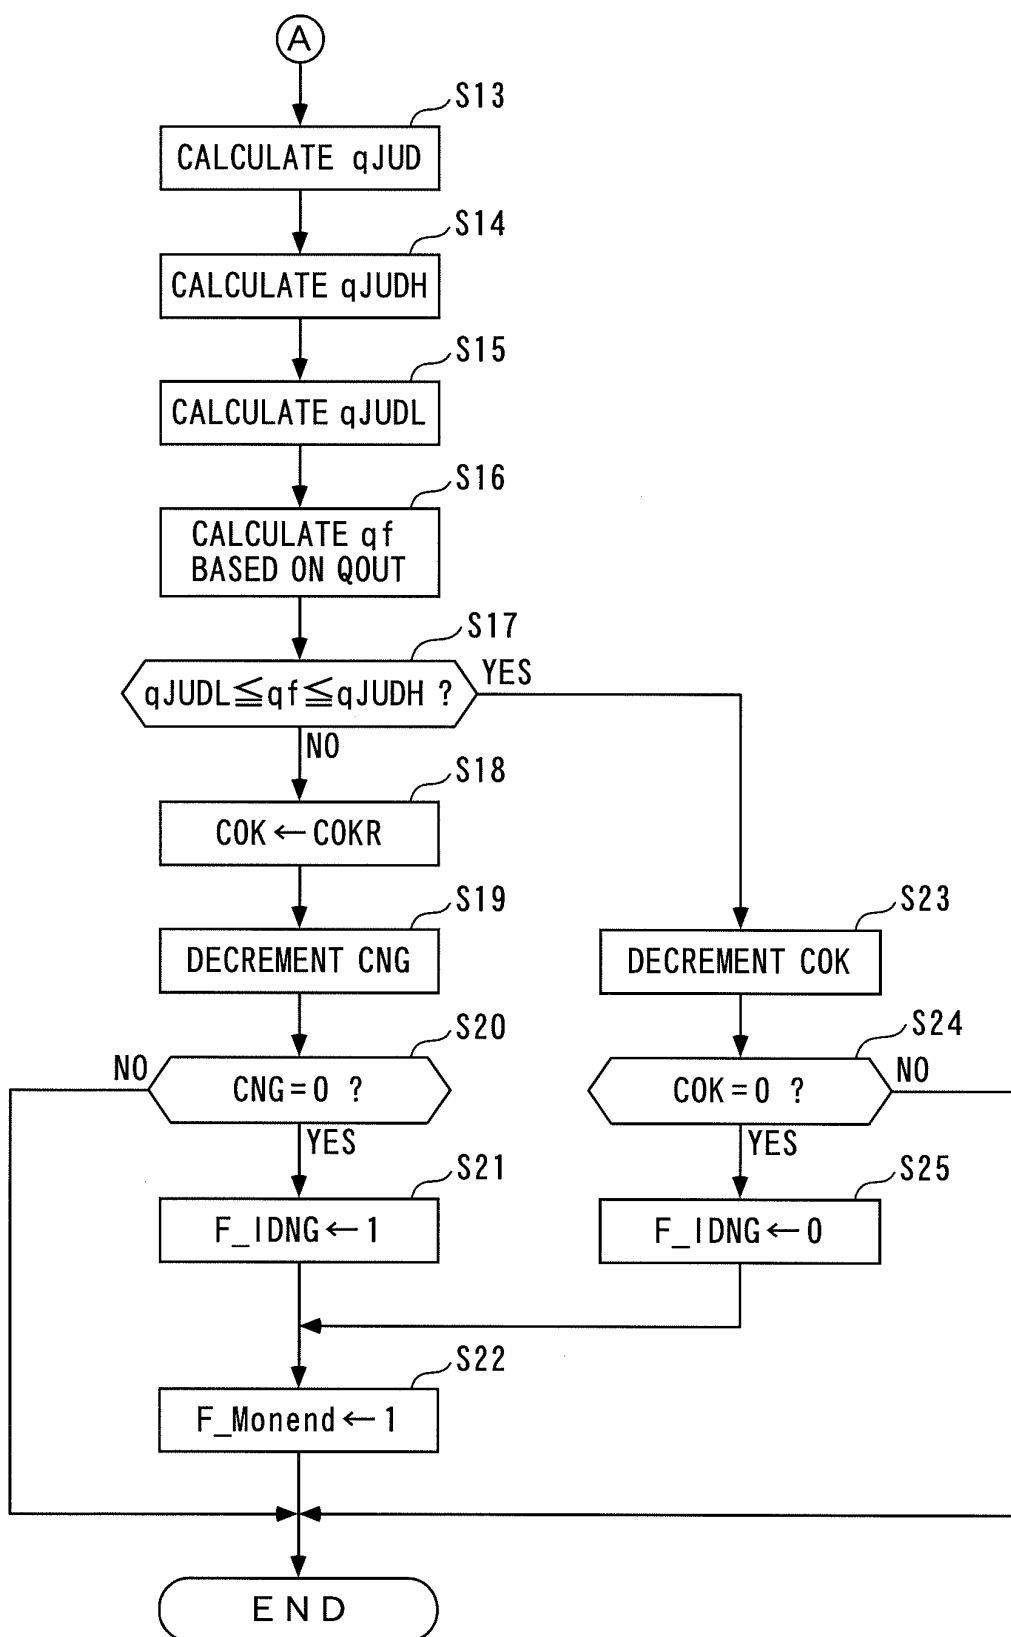 A
S13
CALCULATE qJUD
S14
CALCULATE qJUDH
S15
CALCULATE qJUDL
S16
CALCULATE qf
BASED ON QOUT
S17
qJUDL≦qf≦qJUDH ?
YES
NO
S18
COK←COKR
S19
DECREMENT CNG
S23
DECREMENT COK
S20
NO
CNG=0 ?
YES
S24
COK=0 ?
NO
YES
S21
F_IDNG←1
S25
F_IDNG←0
S22
F_Monend←1
END